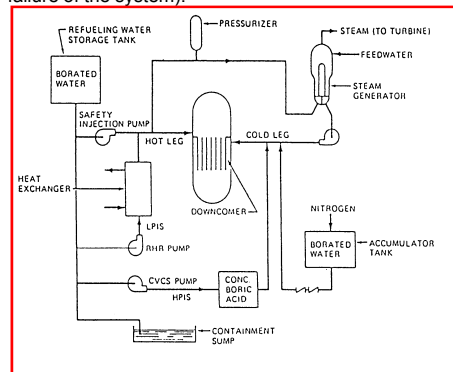 failure of the system).
PRESSURIZER
STEAM (TO TURBINE)
REFUELING WATER
STORAGE TANK
FEEDWATER
BORATED
WATER
STEAM
GENERATOR
SAFETY
INJECTION PUMP
HOT LEG
COLD LEG
HEAT
EXCHANGER
DOWNCOMER
NITROGEN
LPIS
RHR PUMP
BORATED
WATER
ACCUMULATOR
TANK
CVCS PUMP
HPIS
CONC.
BORIC
ACID
CONTAINMENT
SUMP